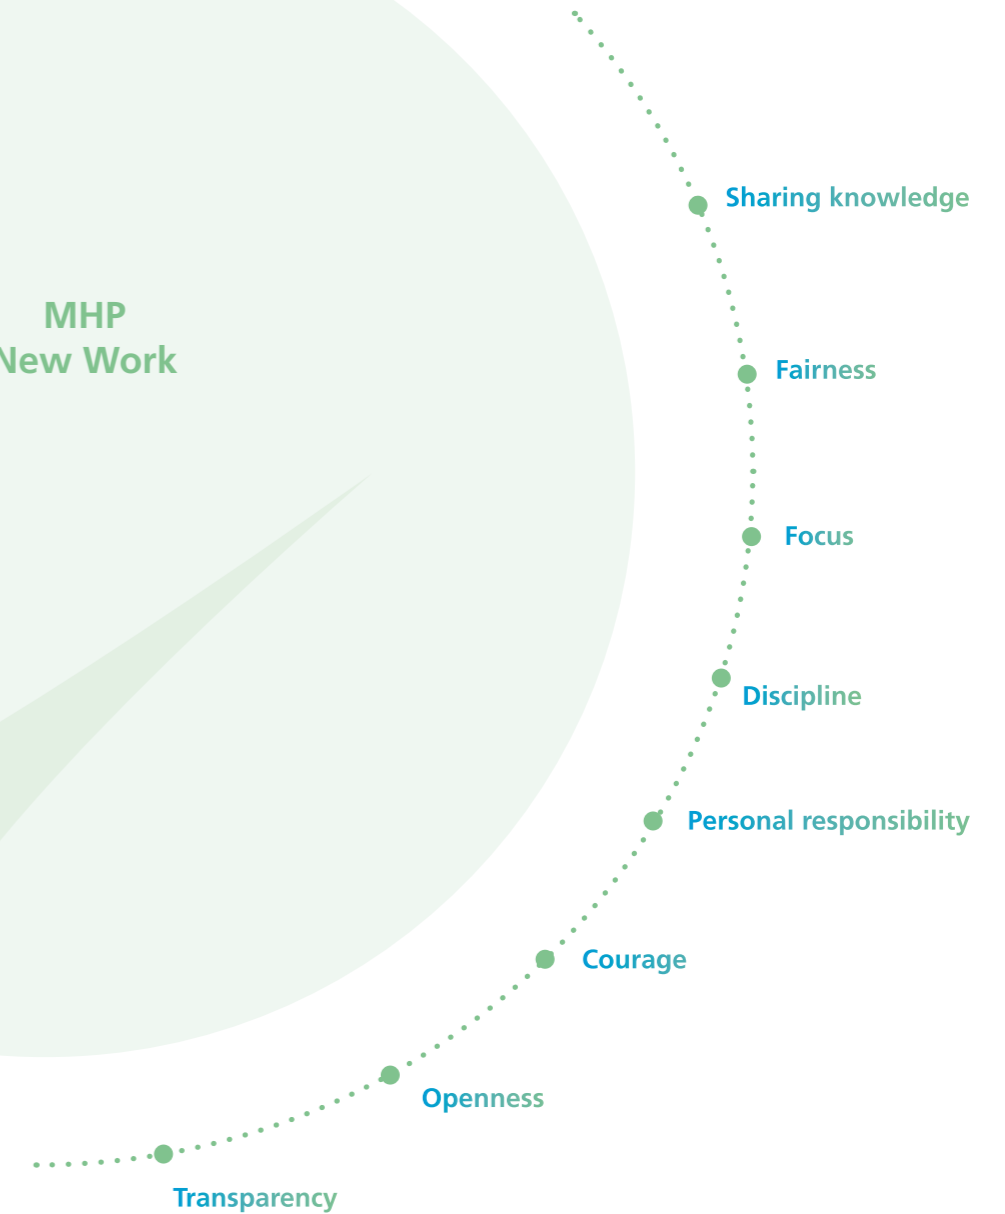 MHP
New Work
Sharing knowledge
Fairness
Focus
Discipline
Personal responsibility
Courage
Openness
Transparency